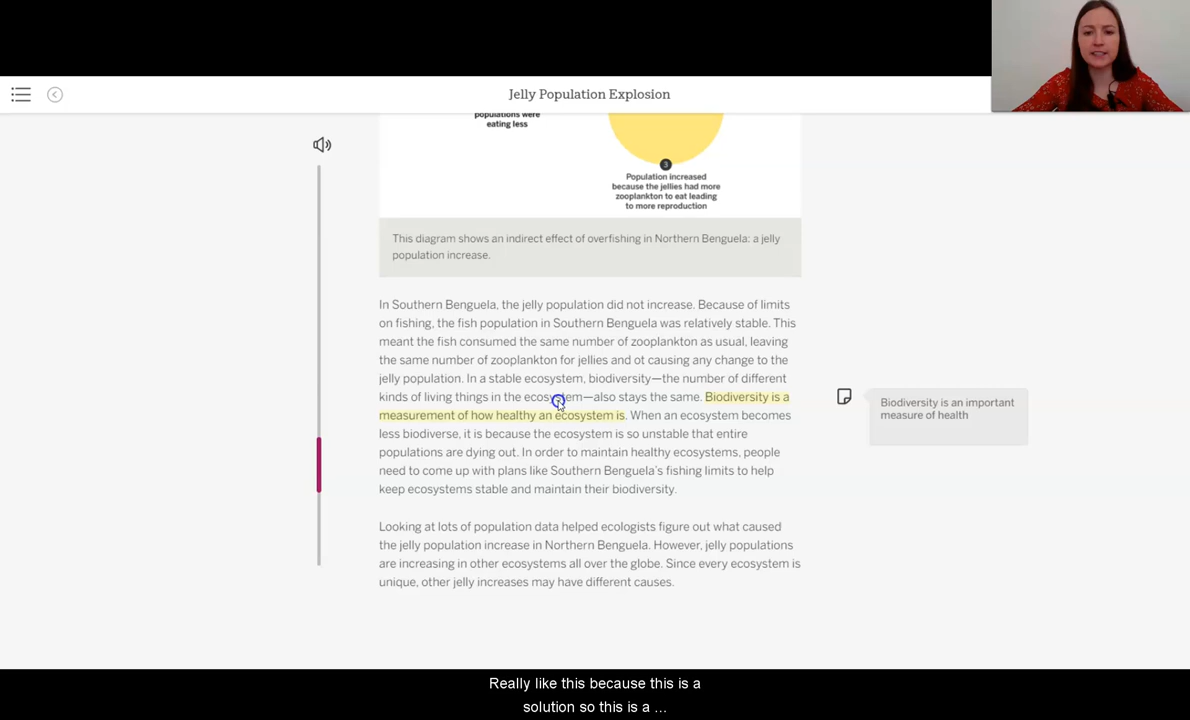 Jelly Population Explosion
populations were
eating less
3
Population increased
because the jellies had more
zooplankton to eat leading
to more reproduction
This diagram shows an indirect effect of overfishing in Northern Benguela: a jelly
population increase.
In Southern Benguela, the jelly population did not increase. Because of limits
on fishing, the fish population in Southern Benguela was relatively stable. This
meant the fish consumed the same number of zooplankton as usual, leaving
the same number of zooplankton for jellies and ot causing any change to the
jelly population. In a stable ecosystem, biodiversity—the number of different
kinds of living things in the ecosystem—also stays the same. Biodiversity is a
measurement of how healthy an ecosystem is. When an ecosystem becomes
less biodiverse, it is because the ecosystem is so unstable that entire
populations are dying out. In order to maintain healthy ecosystems, people
need to come up with plans like Southern Benguela's fishing limits to help
keep ecosystems stable and maintain their biodiversity.
Biodiversity is an important
measure of health
Looking at lots of population data helped ecologists figure out what caused
the jelly population increase in Northern Benguela. However, jelly populations
are increasing in other ecosystems all over the globe. Since every ecosystem is
unique, other jelly increases may have different causes.
Really like this because this is a
solution so this is a ...